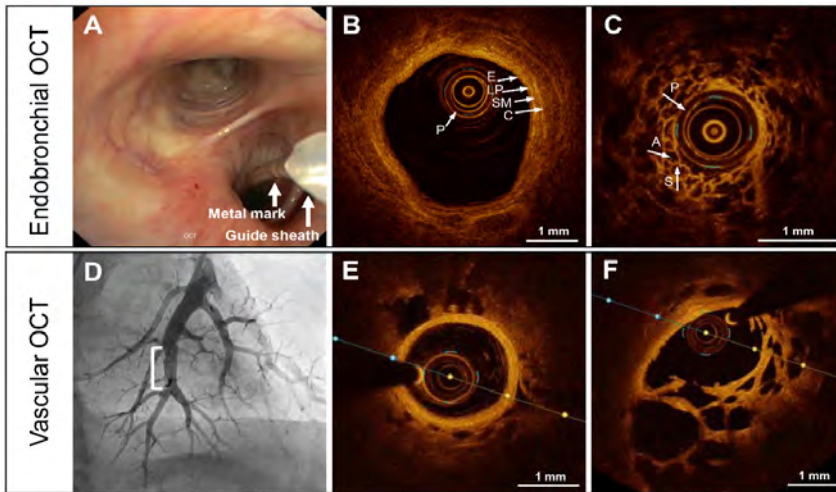 Endobronchial OCT
A
Metal mark
Guide sheath
OCT
B
E
LP
SM
C
P
1 mm
C
P
A
S
1 mm
Vascular OCT
D
E
1 mm
F
1 mm